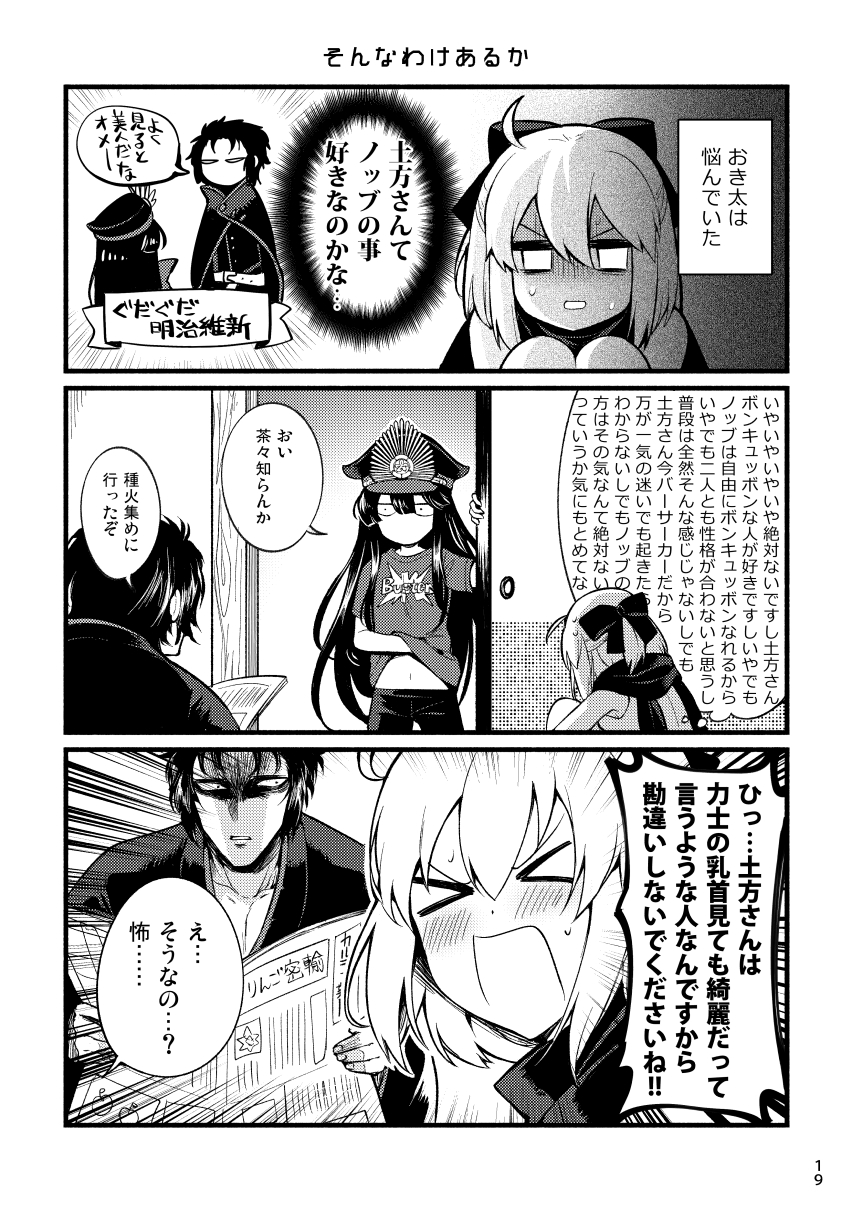 そんなわけあるか
おき太は
悩んでいた
土方さんて
ノッブの事
好きなのかな…。
よく
見ると
美人だな
オメー
ぐだぐだ
明治維新
いやいやいやいや絶対ないですし土方さん
ボンキュッボンな人が好きですしいやでも
ノッブは自由にボンキュッボンなれるから
いやでも二人とも性格が合わないと思うし
普段は全然そんな感じじゃないしでも
土方さん今バーサーカーだから
万が一気の迷いでも起きたら
わからないしでもノッブの
方はその気なんて絶対ない
っていうか気にもとめてな
おい
茶々知らんか
Buster
種火集めに
行ったぞ
ひっ…土方さんは
力士の乳首見ても綺麗だって
言うような人なんですから
勘違いしないでくださいね!!
え…
そうなの…?
怖……
カルデ
りんご密輸
19